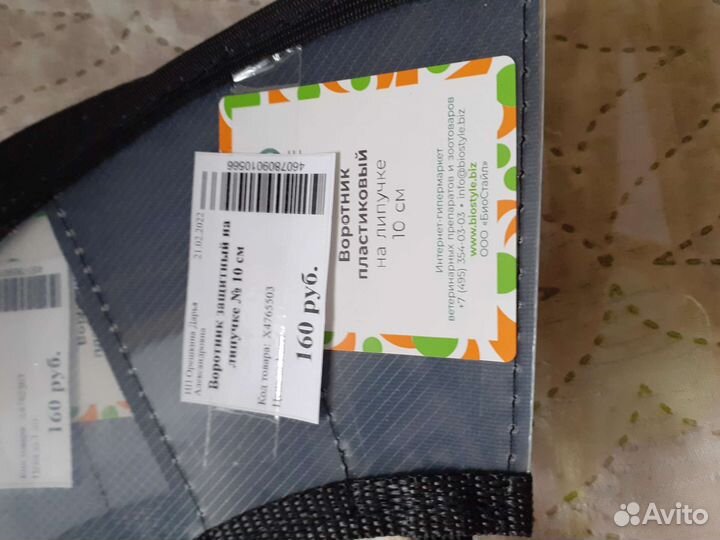 Воротник
пластиковый
на липучке
10 см
Интернет-гипермаркет
ветеринарных препаратов и зоотоваров
+7 (495) 354-03-03 • info@biostyle.biz
www.biostyle.biz
ООО «БиоСтайл»
4607809010566
ИП Орешкина Дарья
Александровна
21.02.2022
Воротник защитный на
липучке № 10 см
Код товара: X4765503
160 руб.
160 руб.
Avito